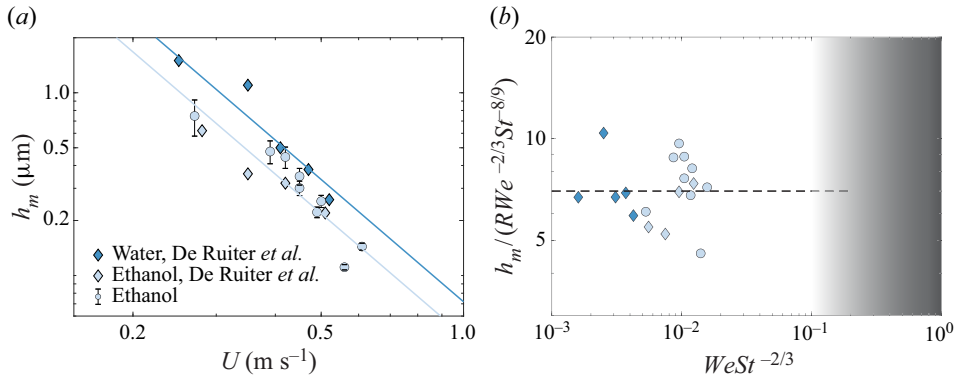 (a)
1.0
0.5
0.2
h_m (μm)
Water, De Ruiter et al.
Ethanol, De Ruiter et al.
Ethanol
0.2 0.5 1.0
U (m s⁻¹)
(b)
20
10
5
h_m/(RWe⁻²/³St⁻⁸/⁹)
10⁻³ 10⁻² 10⁻¹ 10⁰
WeSt⁻²/³